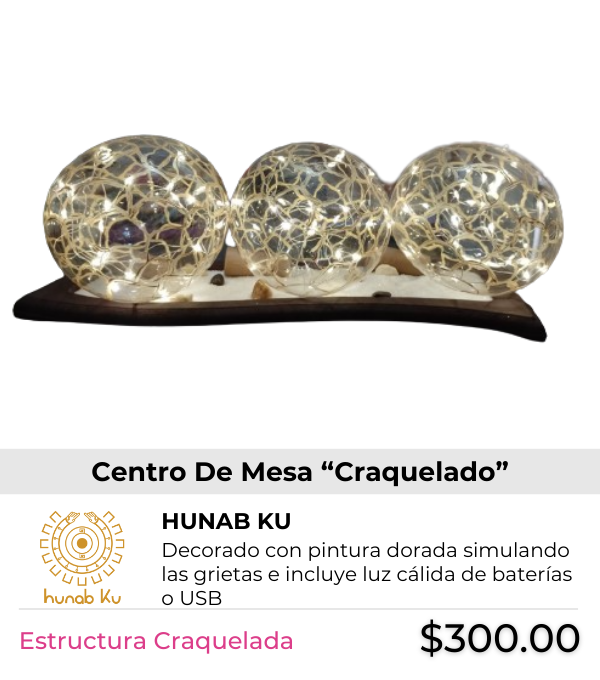 Centro De Mesa “Craquelado”
HUNAB KU
Decorado con pintura dorada simulando
las grietas e incluye luz cálida de baterías
o USB
hunab Ku
Estructura Craquelada
$300.00